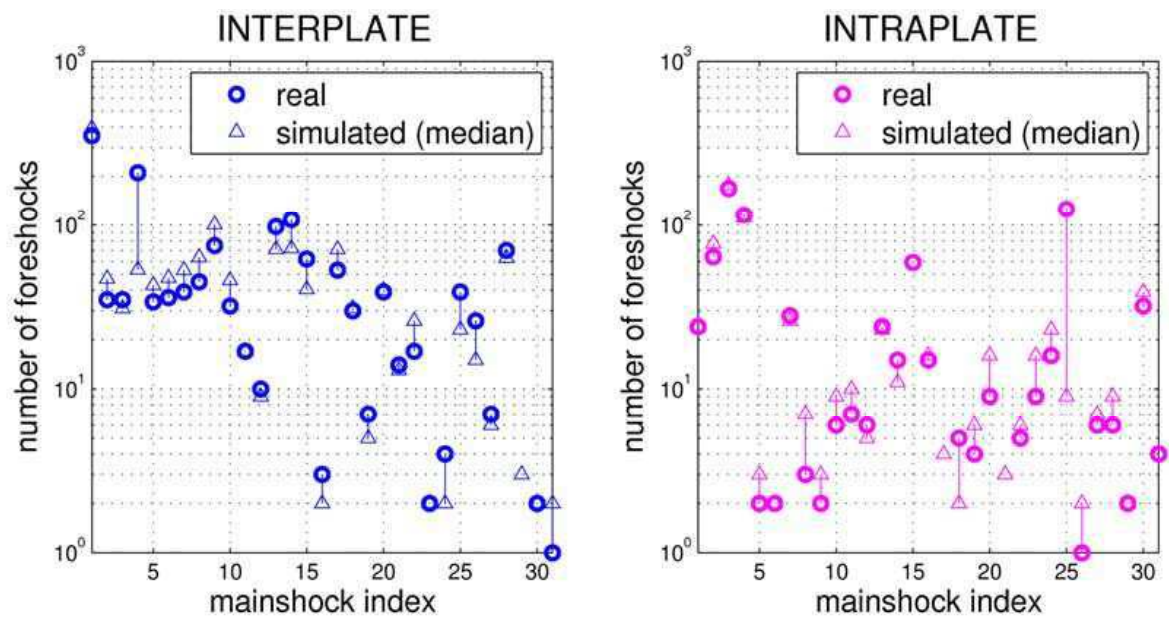 INTERPLATE
10³
real
simulated (median)
10²
10¹
10⁰
number of foreshocks
5 10 15 20 25 30
mainshock index
INTRAPLATE
10³
real
simulated (median)
10²
10¹
10⁰
number of foreshocks
5 10 15 20 25 30
mainshock index